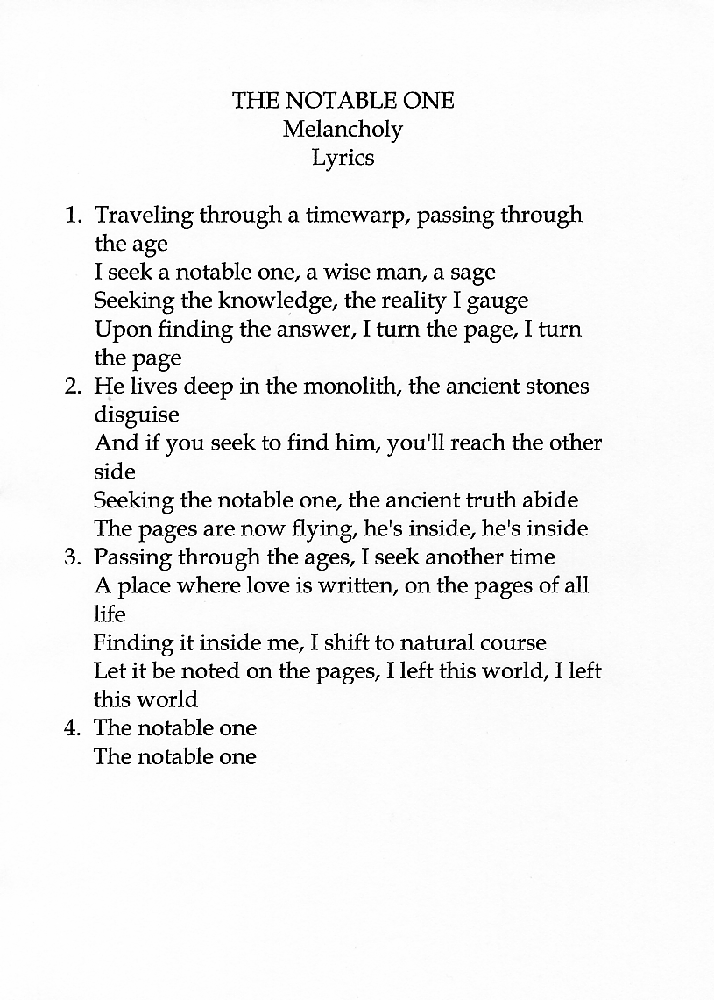 THE NOTABLE ONE
Melancholy
Lyrics
1. Traveling through a timewarp, passing through
the age
I seek a notable one, a wise man, a sage
Seeking the knowledge, the reality I gauge
Upon finding the answer, I turn the page, I turn
the page
2. He lives deep in the monolith, the ancient stones
disguise
And if you seek to find him, you'll reach the other
side
Seeking the notable one, the ancient truth abide
The pages are now flying, he's inside, he's inside
3. Passing through the ages, I seek another time
A place where love is written, on the pages of all
life
Finding it inside me, I shift to natural course
Let it be noted on the pages, I left this world, I left
this world
4. The notable one
The notable one